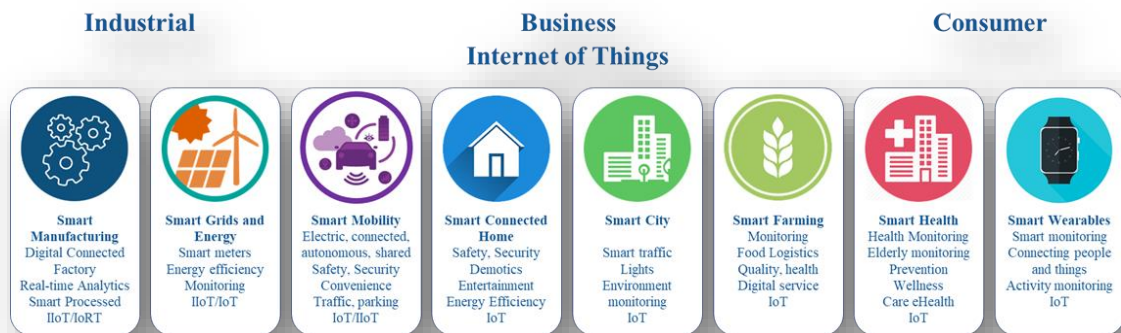 Industrial
Business
Consumer
Internet of Things
Smart
Manufacturing
Digital Connected
Factory
Real-time Analytics
Smart Processed
IIoT/IoRT
Smart Grids and
Energy
Smart meters
Energy efficiency
Monitoring
IIoT/IoT
Smart Mobility
Electric, connected,
autonomous, shared
Safety, Security
Convenience
Traffic, parking
IoT/IIoT
Smart Connected
Home
Safety, Security
Demotics
Entertainment
Energy Efficiency
IoT
Smart City
Smart traffic
Lights
Environment
monitoring
IoT
Smart Farming
Monitoring
Food Logistics
Quality, health
Digital service
IoT
Smart Health
Health Monitoring
Elderly monitoring
Prevention
Wellness
Care eHealth
IoT
Smart Wearables
Smart monitoring
Connecting people
and things
Activity monitoring
IoT